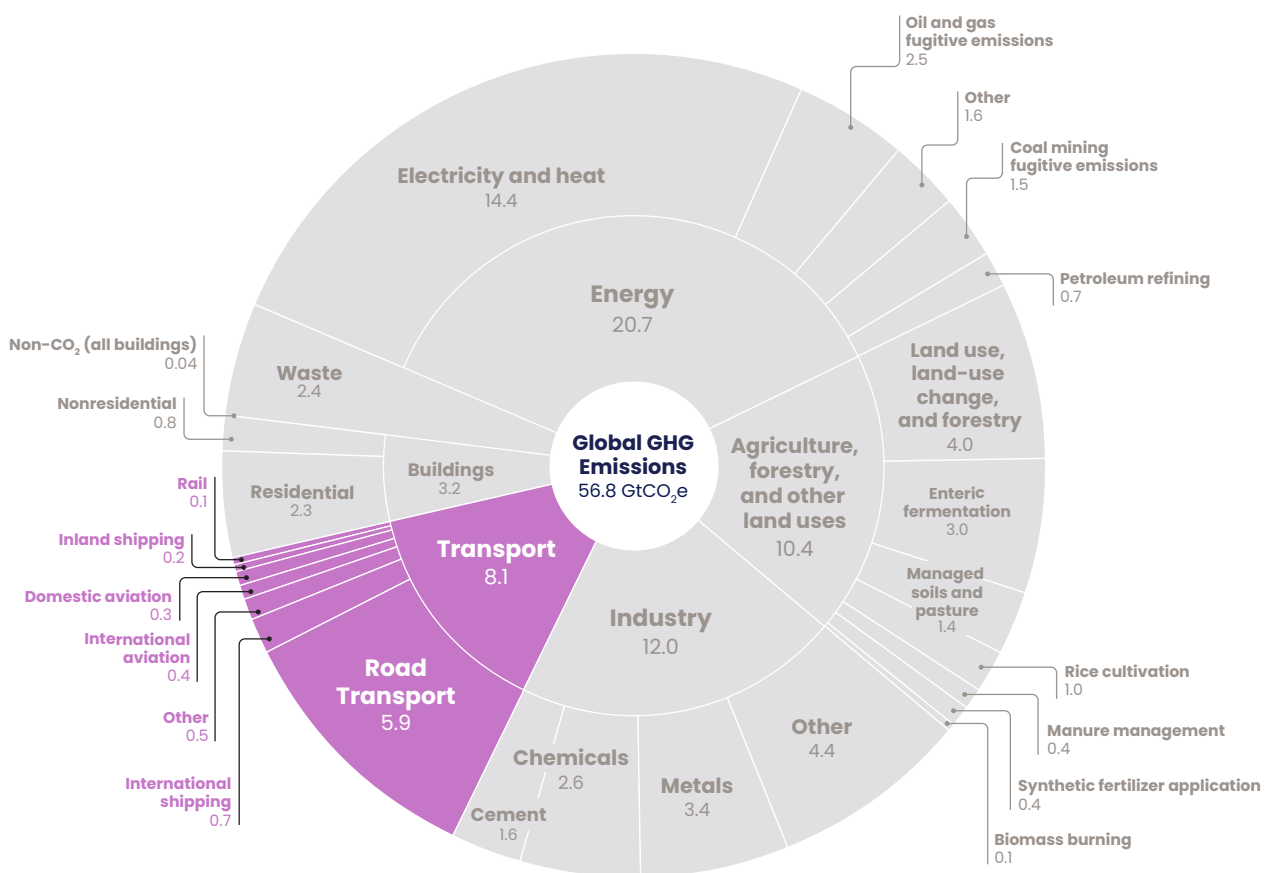 Oil and gas
fugitive emissions
2.5
Other
1.6
Coal mining
fugitive emissions
1.5
Electricity and heat
14.4
Petroleum refining
0.7
Energy
20.7
Non-CO₂ (all buildings)
0.04
Land use,
land-use
change,
and forestry
4.0
Waste
2.4
Nonresidential
0.8
Global GHG
Emissions
56.8 GtCO₂e
Agriculture,
forestry,
and other
land uses
10.4
Buildings
3.2
Residential
2.3
Rail
0.1
Enteric
fermentation
3.0
Inland shipping
0.2
Transport
8.1
Domestic aviation
0.3
Managed
soils and
pasture
1.4
International
aviation
0.4
Industry
12.0
Road
Transport
5.9
Rice cultivation
1.0
Other
0.5
Other
4.4
Manure management
0.4
International
shipping
0.7
Chemicals
2.6
Metals
3.4
Synthetic fertilizer application
0.4
Cement
1.6
Biomass burning
0.1